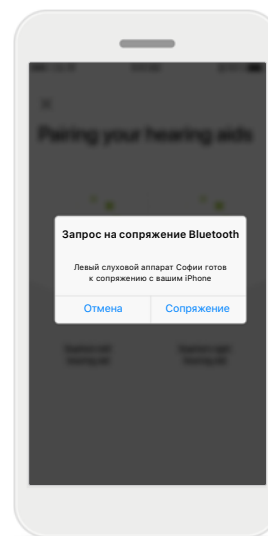 Pairing your hearing aids
Запрос на сопряжение Bluetooth
Левый слуховой аппарат Софии готов
к сопряжению с вашим iPhone
Отмена
Сопряжение